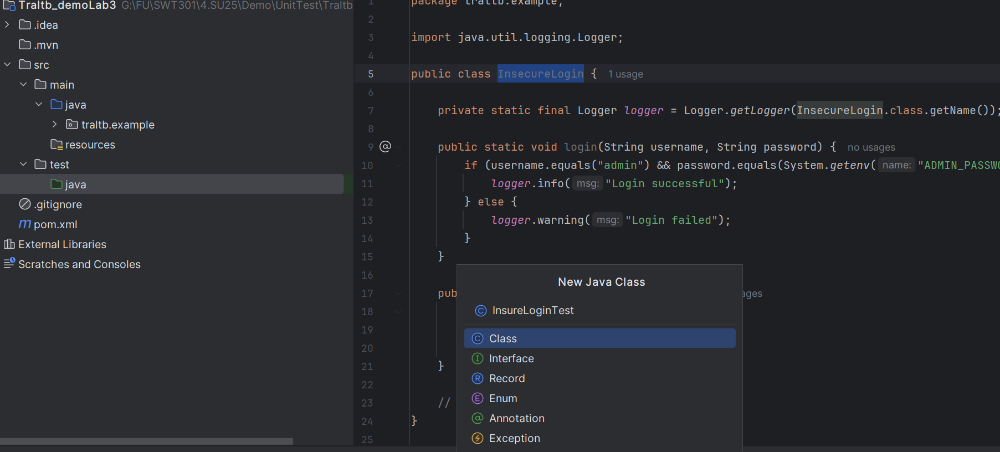 Traltb_demoLab3 G:\FU\SWT301\4.SU25\Demo\UnitTest\Traltb_
.idea
.mvn
src
main
java
traltb.example
resources
test
java
.gitignore
m pom.xml
External Libraries
Scratches and Consoles
1 package traltb.example;
2
3 import java.util.logging.Logger;
4
5 public class InsecureLogin { 1 usage
6
7 private static final Logger logger = Logger.getLogger(InsecureLogin.class.getName());
8
9 public static void login(String username, String password) { no usages
10 if (username.equals("admin") && password.equals(System.getenv( name: "ADMIN_PASSWO
11 logger.info( msg: "Login successful");
12 } else {
13 logger.warning( msg: "Login failed");
14 }
15 }
16
17 pub ages
18
19
20
21 }
22
23 //
24 }
25
New Java Class
C InsureLoginTest
C Class
I Interface
R Record
E Enum
@ Annotation
Exception